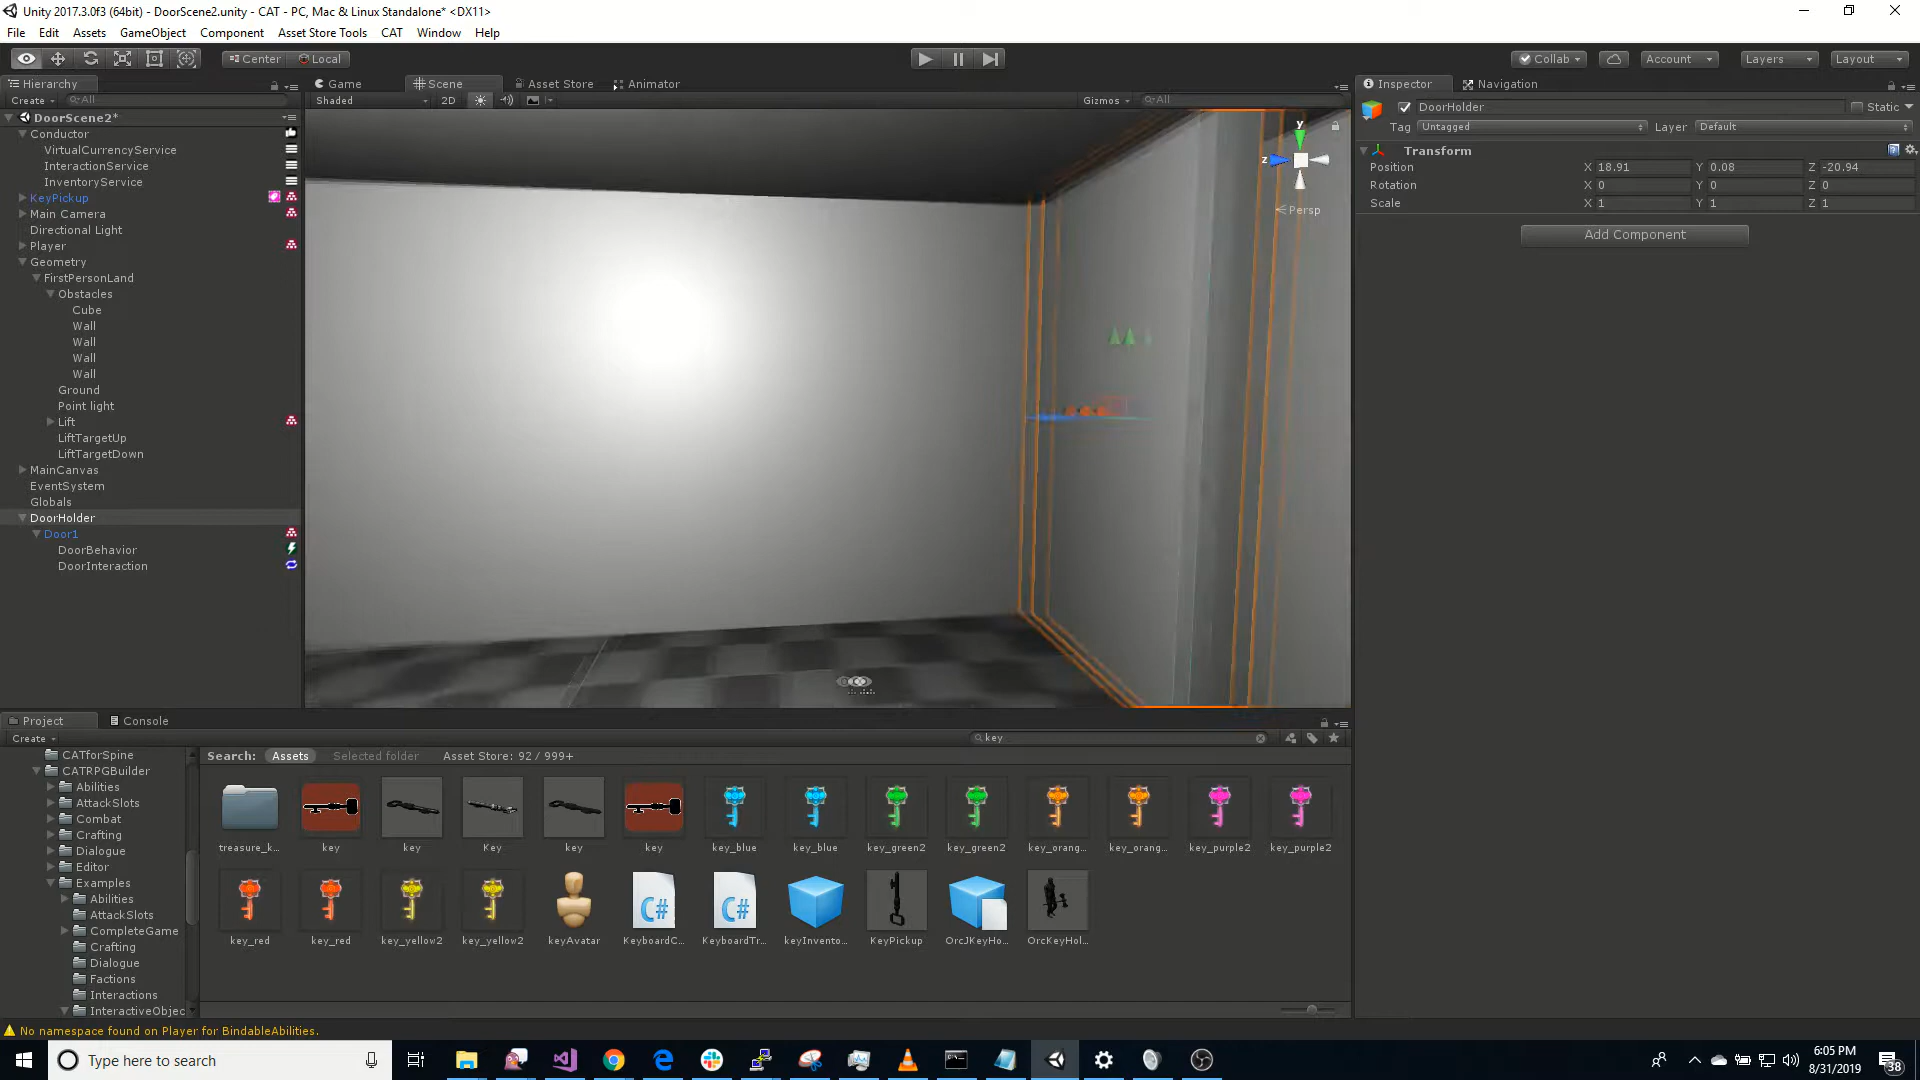 Unity 2017.3.0f3 (64bit) - DoorScene2.unity - CAT - PC, Mac & Linux Standalone* <DX11>
File Edit Assets GameObject Component Asset Store Tools CAT Window Help
Center Local Collab Account Layers Layout
Hierarchy Game Scene Asset Store Animator Inspector Navigation
Create All Shaded 2D Gizmos All
DoorHolder Static
Tag Untagged Layer Default
Transform
Position X 18.91 Y 0.08 Z -20.94
Rotation X 0 Y 0 Z 0
Scale X 1 Y 1 Z 1
Add Component
DoorScene2*
Conductor
VirtualCurrencyService
InteractionService
InventoryService
KeyPickup
Main Camera
Directional Light
Player
Geometry
FirstPersonLand
Obstacles
Cube
Wall
Wall
Wall
Wall
Ground
Point light
Lift
LiftTargetUp
LiftTargetDown
MainCanvas
EventSystem
Globals
DoorHolder
Door1
DoorBehavior
DoorInteraction
y
z
Persp
Project Console
Create key
Search: Assets Selected folder Asset Store: 92 / 999+
CATforSpine
CATRPGBuilder
Abilities
AttackSlots
Combat
Crafting
Dialogue
Editor
Examples
Abilities
AttackSlots
CompleteGame
Crafting
Dialogue
Factions
Interactions
InteractiveObjec
treasure_k... key key Key key key key_blue key_blue key_green2 key_green2 key_orang... key_orang... key_purple2 key_purple2
key_red key_red key_yellow2 key_yellow2 keyAvatar KeyboardC... KeyboardTr... keyInvento... KeyPickup OrcJKeyHo... OrcKeyHol...
C# C#
No namespace found on Player for BindableAbilities.
Type here to search
6:05 PM
8/31/2019
38